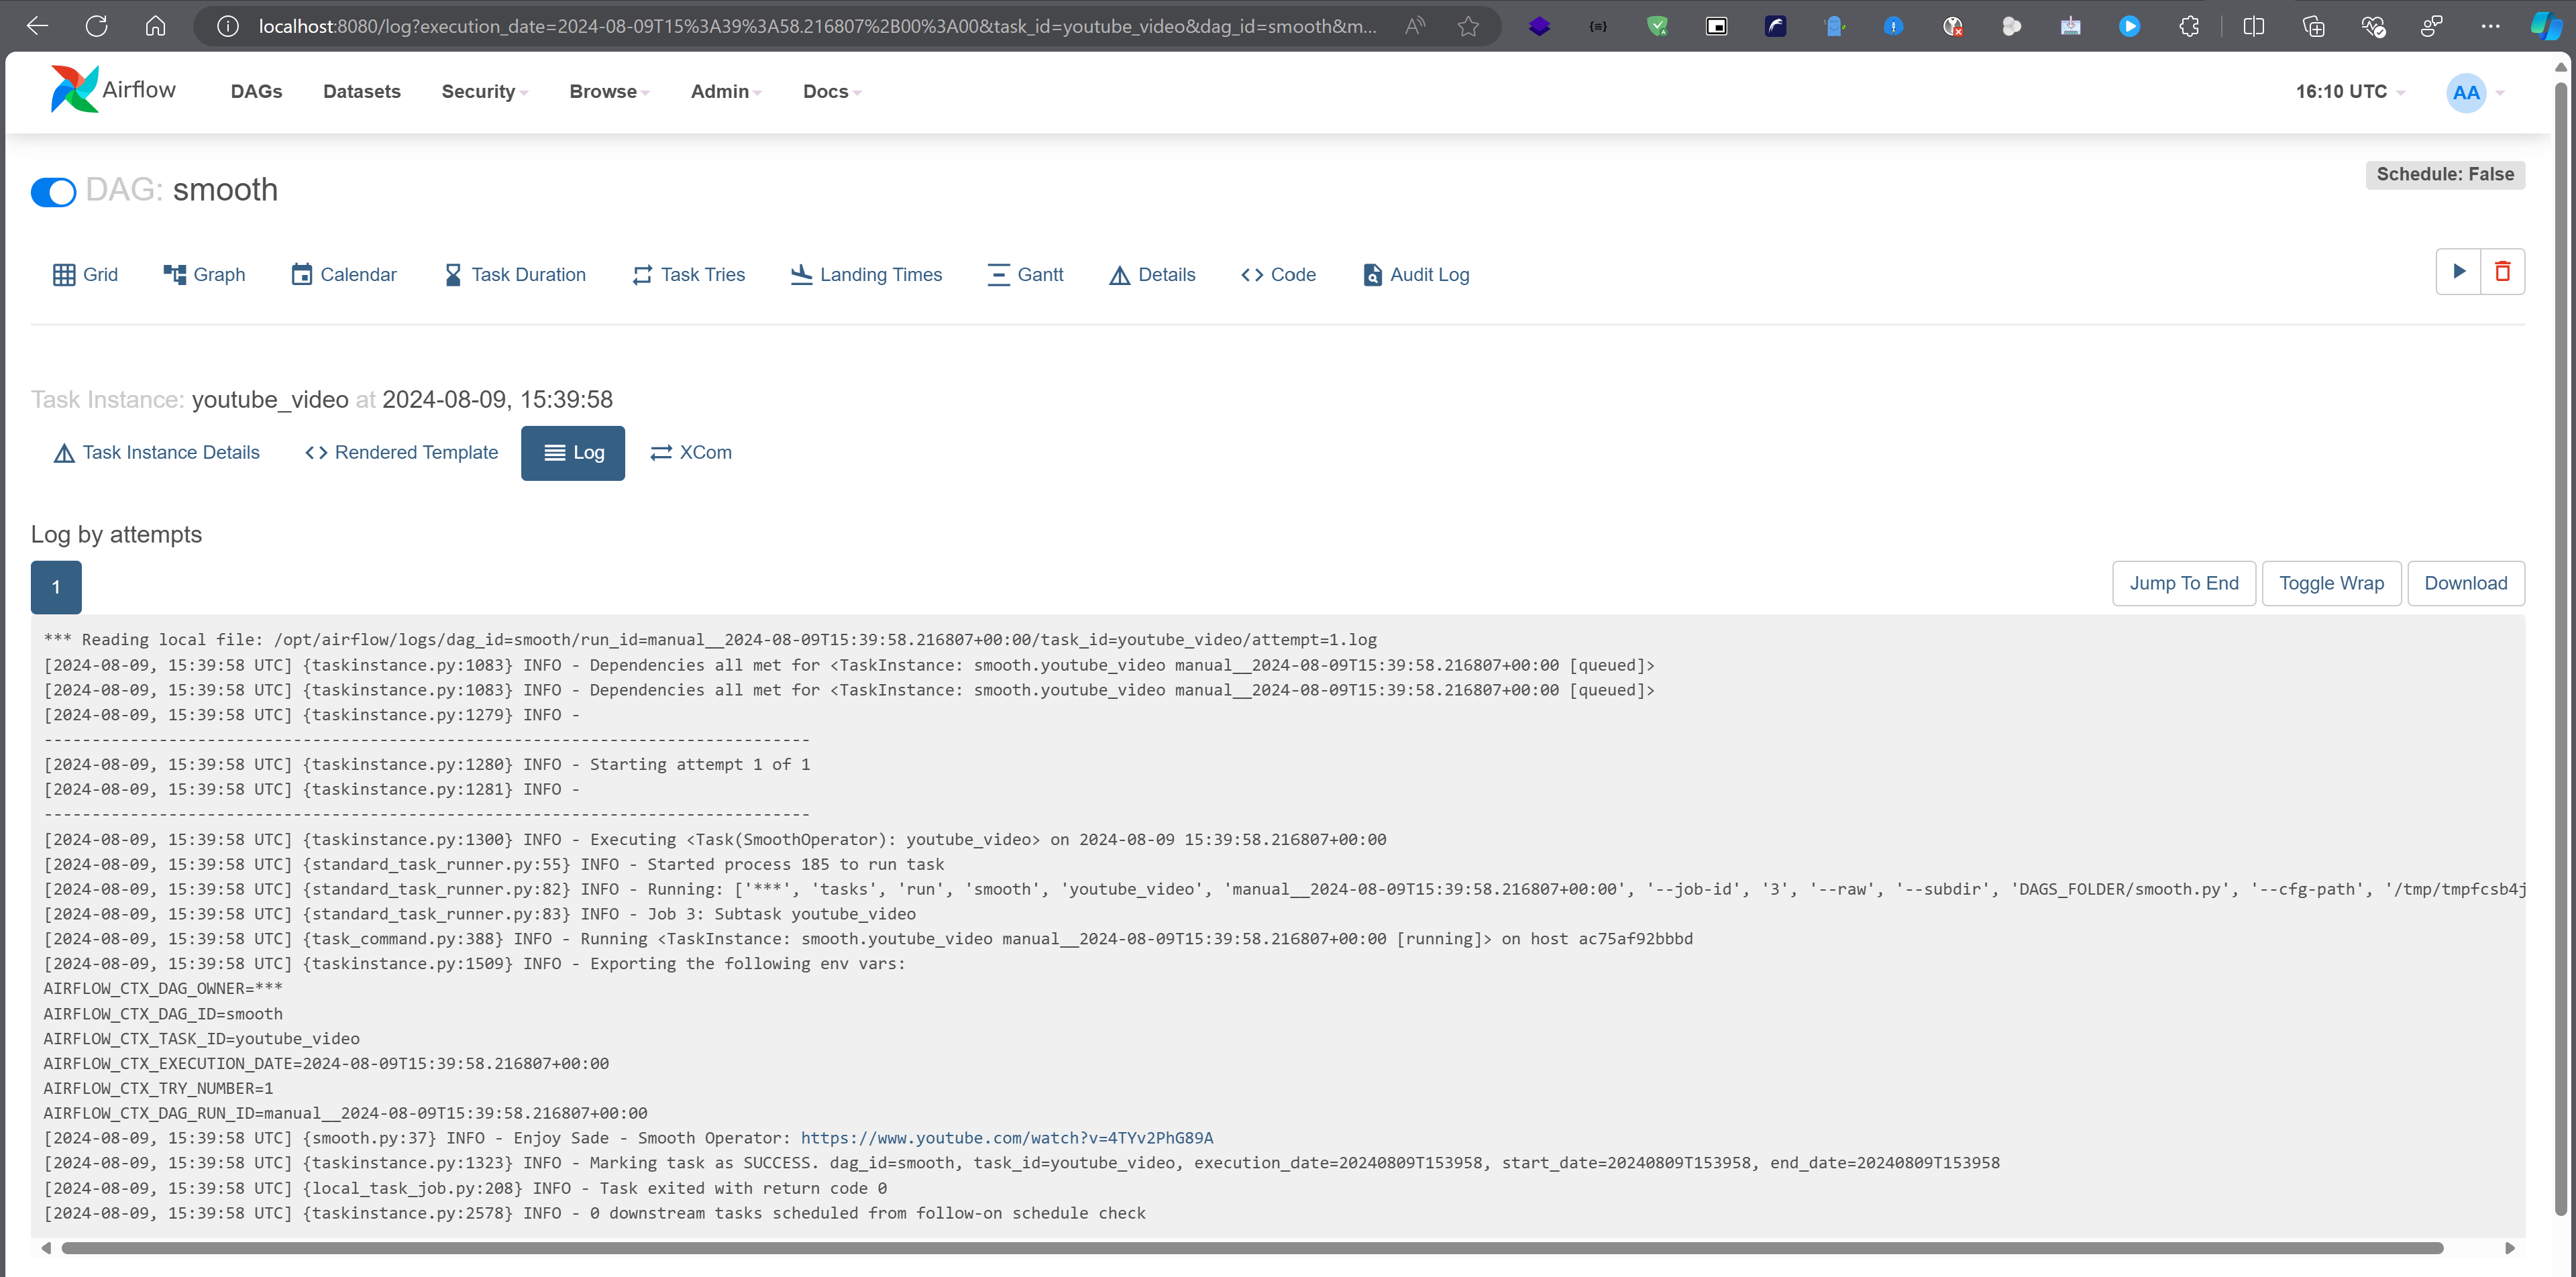 localhost:8080/log?execution_date=2024-08-09T15%3A39%3A58.216807%2B00%3A00&task_id=youtube_video&dag_id=smooth&m...
Airflow DAGs Datasets Security Browse Admin Docs 16:10 UTC AA
DAG: smooth Schedule: False
Grid Graph Calendar Task Duration Task Tries Landing Times Gantt Details Code Audit Log
Task Instance: youtube_video at 2024-08-09, 15:39:58
Task Instance Details Rendered Template Log XCom
Log by attempts
1 Jump To End Toggle Wrap Download
*** Reading local file: /opt/airflow/logs/dag_id=smooth/run_id=manual__2024-08-09T15:39:58.216807+00:00/task_id=youtube_video/attempt=1.log
[2024-08-09, 15:39:58 UTC] {taskinstance.py:1083} INFO - Dependencies all met for <TaskInstance: smooth.youtube_video manual__2024-08-09T15:39:58.216807+00:00 [queued]>
[2024-08-09, 15:39:58 UTC] {taskinstance.py:1083} INFO - Dependencies all met for <TaskInstance: smooth.youtube_video manual__2024-08-09T15:39:58.216807+00:00 [queued]>
[2024-08-09, 15:39:58 UTC] {taskinstance.py:1279} INFO -
--------------------------------------------------------------------------------
[2024-08-09, 15:39:58 UTC] {taskinstance.py:1280} INFO - Starting attempt 1 of 1
[2024-08-09, 15:39:58 UTC] {taskinstance.py:1281} INFO -
--------------------------------------------------------------------------------
[2024-08-09, 15:39:58 UTC] {taskinstance.py:1300} INFO - Executing <Task(SmoothOperator): youtube_video> on 2024-08-09 15:39:58.216807+00:00
[2024-08-09, 15:39:58 UTC] {standard_task_runner.py:55} INFO - Started process 185 to run task
[2024-08-09, 15:39:58 UTC] {standard_task_runner.py:82} INFO - Running: ['***', 'tasks', 'run', 'smooth', 'youtube_video', 'manual__2024-08-09T15:39:58.216807+00:00', '--job-id', '3', '--raw', '--subdir', 'DAGS_FOLDER/smooth.py', '--cfg-path', '/tmp/tmpfcsb4j
[2024-08-09, 15:39:58 UTC] {standard_task_runner.py:83} INFO - Job 3: Subtask youtube_video
[2024-08-09, 15:39:58 UTC] {task_command.py:388} INFO - Running <TaskInstance: smooth.youtube_video manual__2024-08-09T15:39:58.216807+00:00 [running]> on host ac75af92bbbd
[2024-08-09, 15:39:58 UTC] {taskinstance.py:1509} INFO - Exporting the following env vars:
AIRFLOW_CTX_DAG_OWNER=***
AIRFLOW_CTX_DAG_ID=smooth
AIRFLOW_CTX_TASK_ID=youtube_video
AIRFLOW_CTX_EXECUTION_DATE=2024-08-09T15:39:58.216807+00:00
AIRFLOW_CTX_TRY_NUMBER=1
AIRFLOW_CTX_DAG_RUN_ID=manual__2024-08-09T15:39:58.216807+00:00
[2024-08-09, 15:39:58 UTC] {smooth.py:37} INFO - Enjoy Sade - Smooth Operator: https://www.youtube.com/watch?v=4TYv2PhG89A
[2024-08-09, 15:39:58 UTC] {taskinstance.py:1323} INFO - Marking task as SUCCESS. dag_id=smooth, task_id=youtube_video, execution_date=20240809T153958, start_date=20240809T153958, end_date=20240809T153958
[2024-08-09, 15:39:58 UTC] {local_task_job.py:208} INFO - Task exited with return code 0
[2024-08-09, 15:39:58 UTC] {taskinstance.py:2578} INFO - 0 downstream tasks scheduled from follow-on schedule check